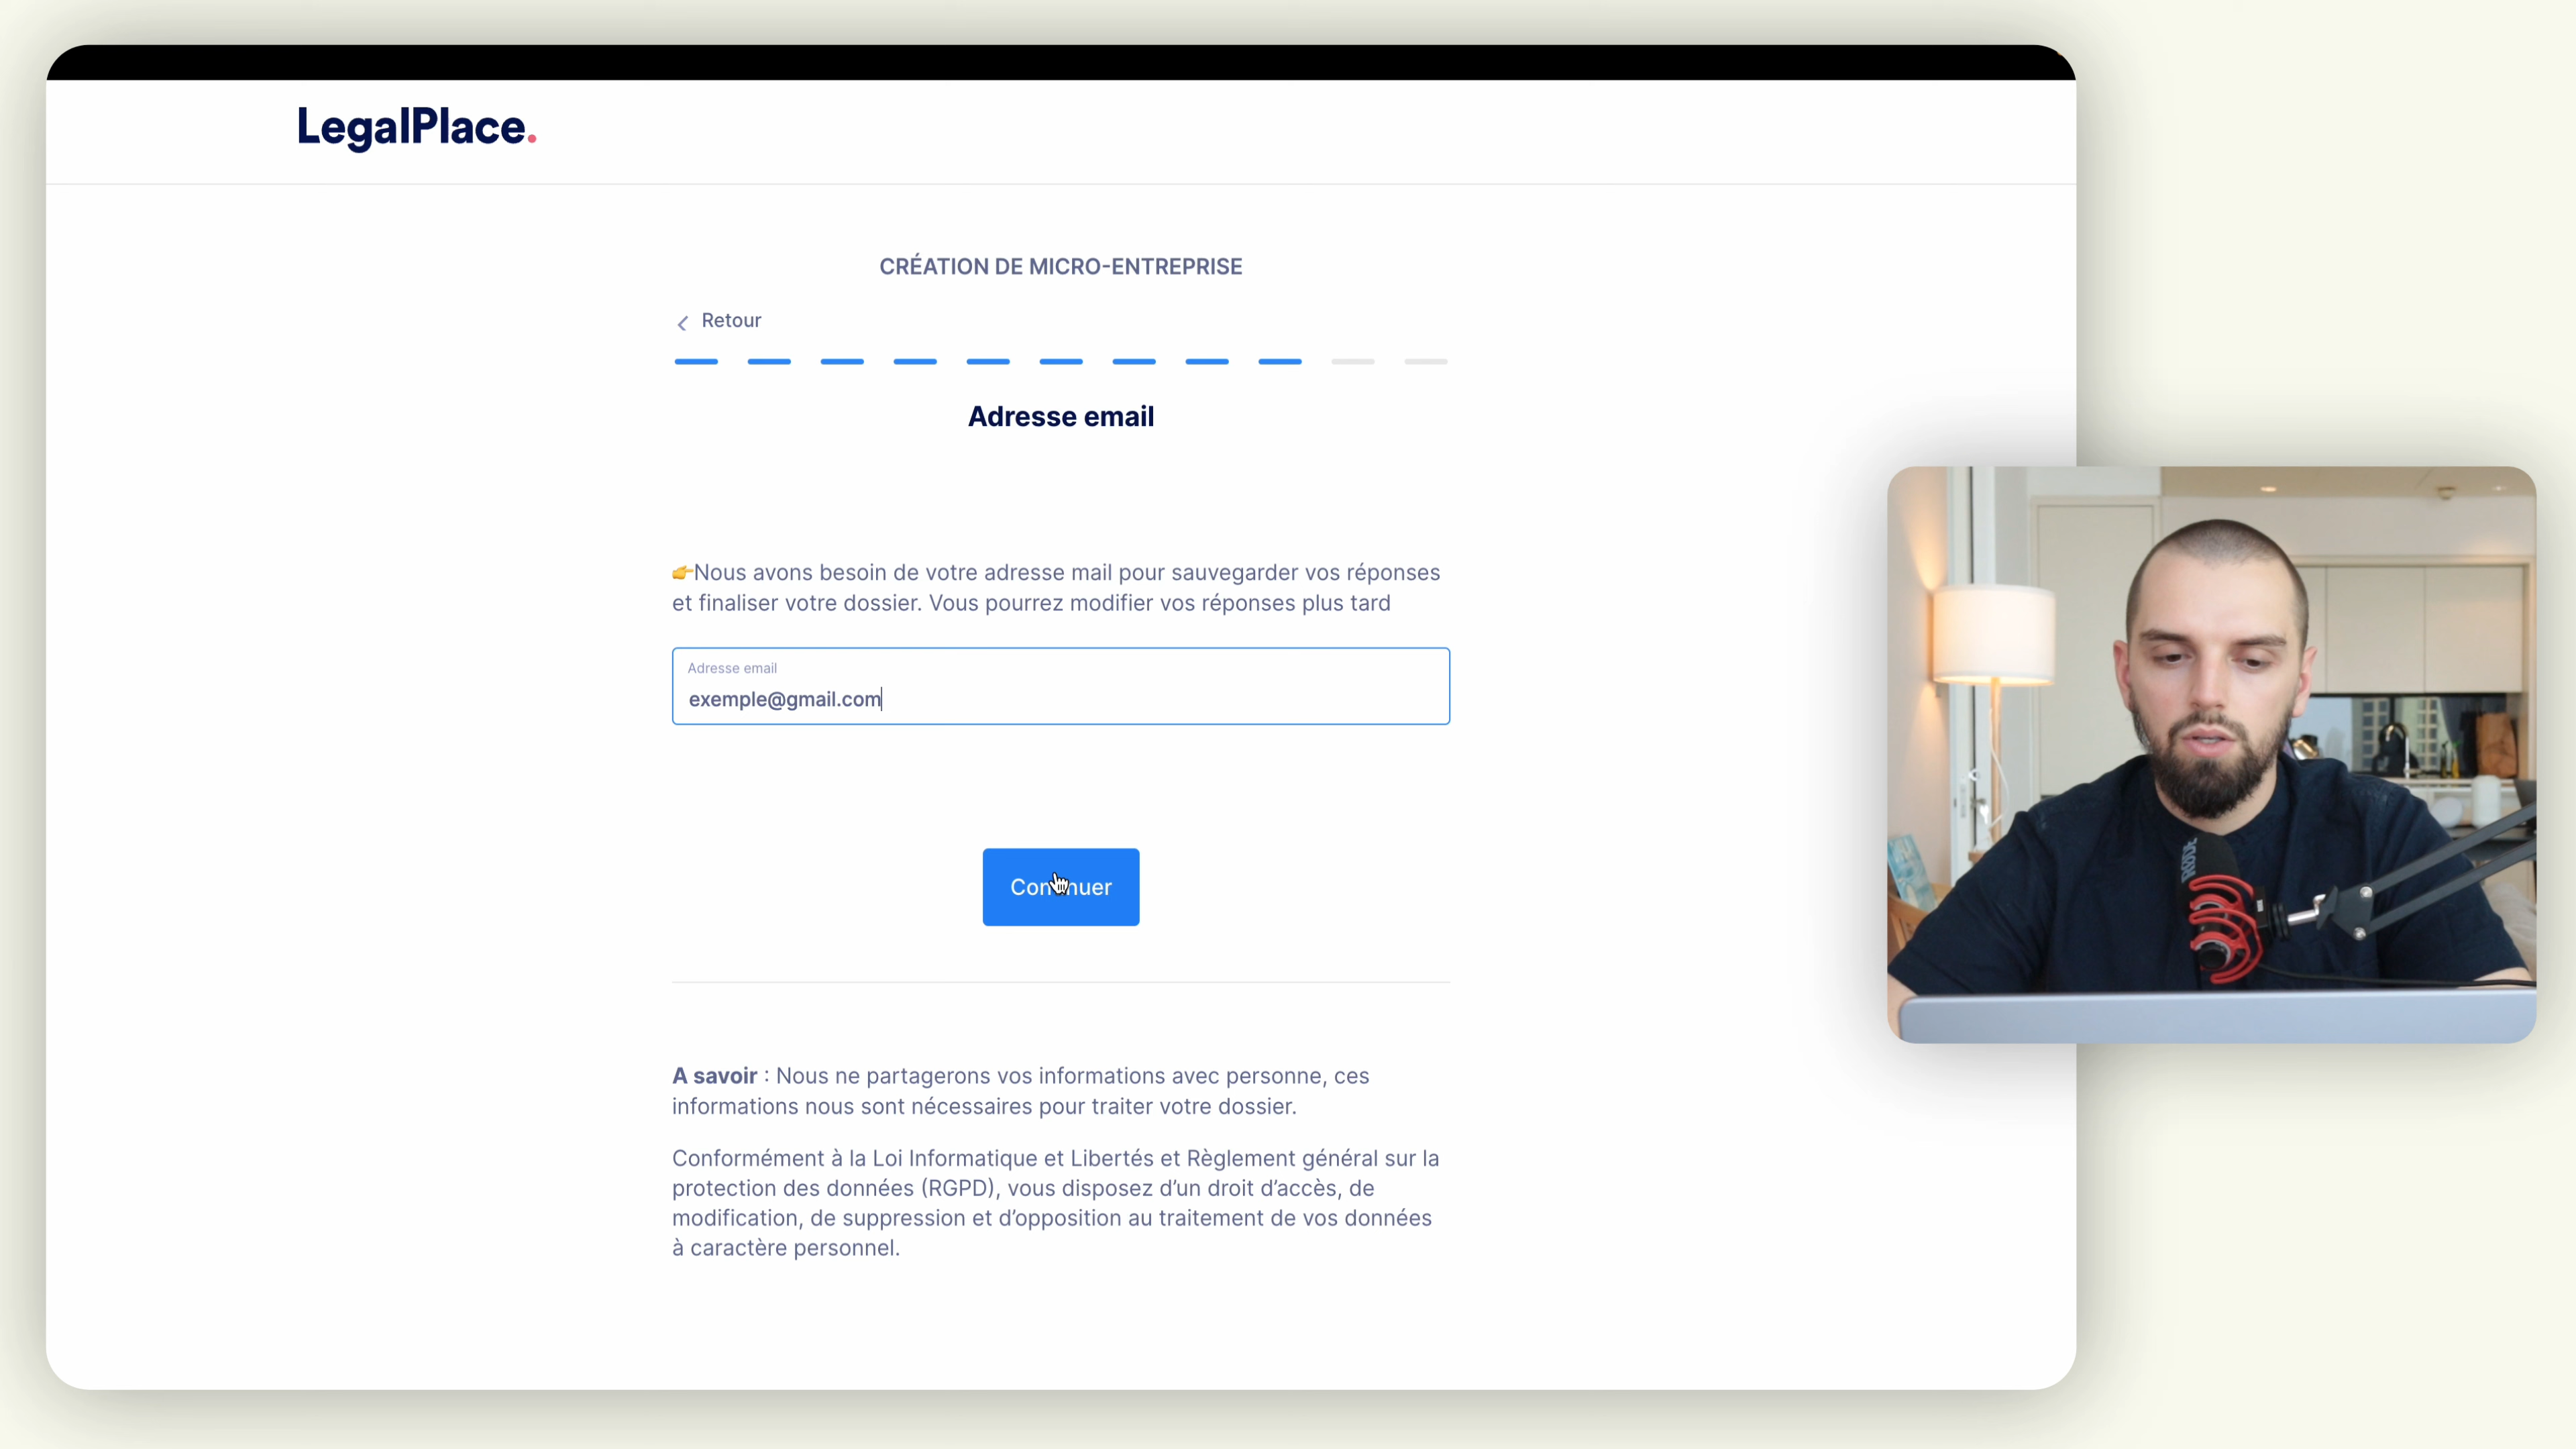 LegalPlace.
CRÉATION DE MICRO-ENTREPRISE
Retour
Adresse email
👉Nous avons besoin de votre adresse mail pour sauvegarder vos réponses
et finaliser votre dossier. Vous pourrez modifier vos réponses plus tard
Adresse email
exemple@gmail.com
Continuer
A savoir : Nous ne partagerons vos informations avec personne, ces
informations nous sont nécessaires pour traiter votre dossier.
Conformément à la Loi Informatique et Libertés et Règlement général sur la
protection des données (RGPD), vous disposez d’un droit d’accès, de
modification, de suppression et d’opposition au traitement de vos données
à caractère personnel.
RODE